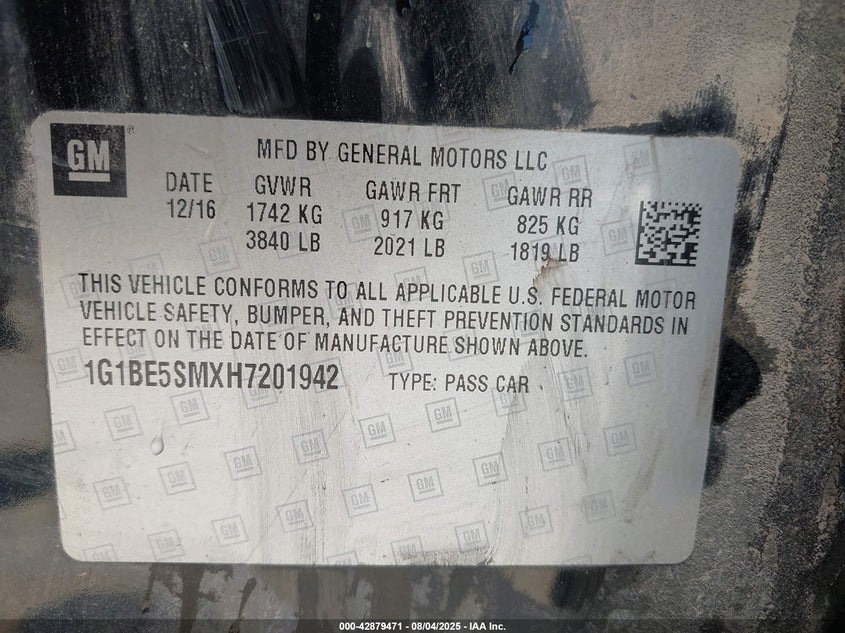 GM
MFD BY GENERAL MOTORS LLC
DATE GVWR GAWR FRT GAWR RR
12/16 1742 KG 917 KG 825 KG
3840 LB 2021 LB 1819 LB
THIS VEHICLE CONFORMS TO ALL APPLICABLE U.S. FEDERAL MOTOR
VEHICLE SAFETY, BUMPER, AND THEFT PREVENTION STANDARDS IN
EFFECT ON THE DATE OF MANUFACTURE SHOWN ABOVE.
1G1BE5SMXH7201942 TYPE: PASS CAR
000-42879471 - 08/04/2025 - IAA Inc.